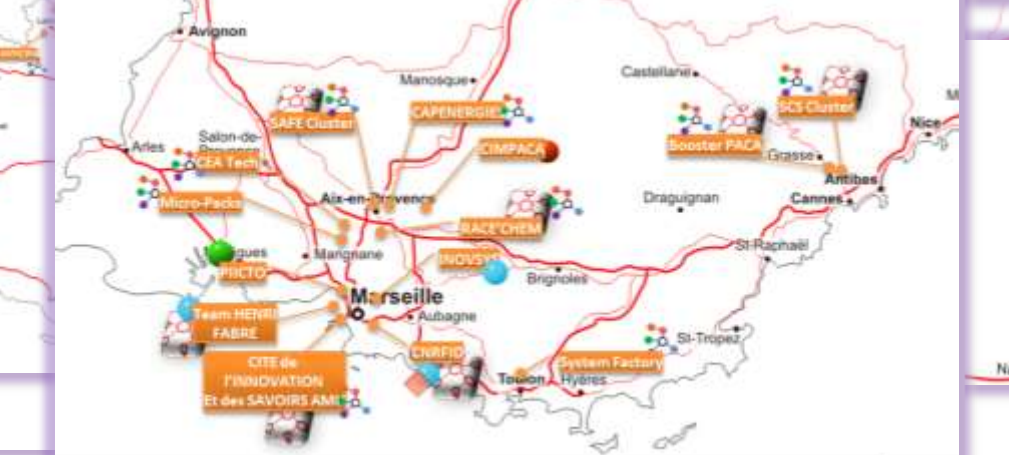 Avignon
Manosque
Castellane
SCS Cluster
CAPENERGIE
SAFE Cluster
Nice
Booster PACA
Arles
Salon-de-
Provence
CIMPACA
Grasse
CEA Tech
Antibes
Micro-Packs
Aix-en-Provence
Draguignan
Cannes
RACE'CHEM
St-Raphaël
Marignane
INOVSYS
PIICTO
Brignoles
Marseille
Team HENRI
FABRE
Aubagne
St-Tropez
CNRFID
System Factory
CITE de
l'INNOVATION
Et des SAVOIRS AMU
Toulon
Hyères